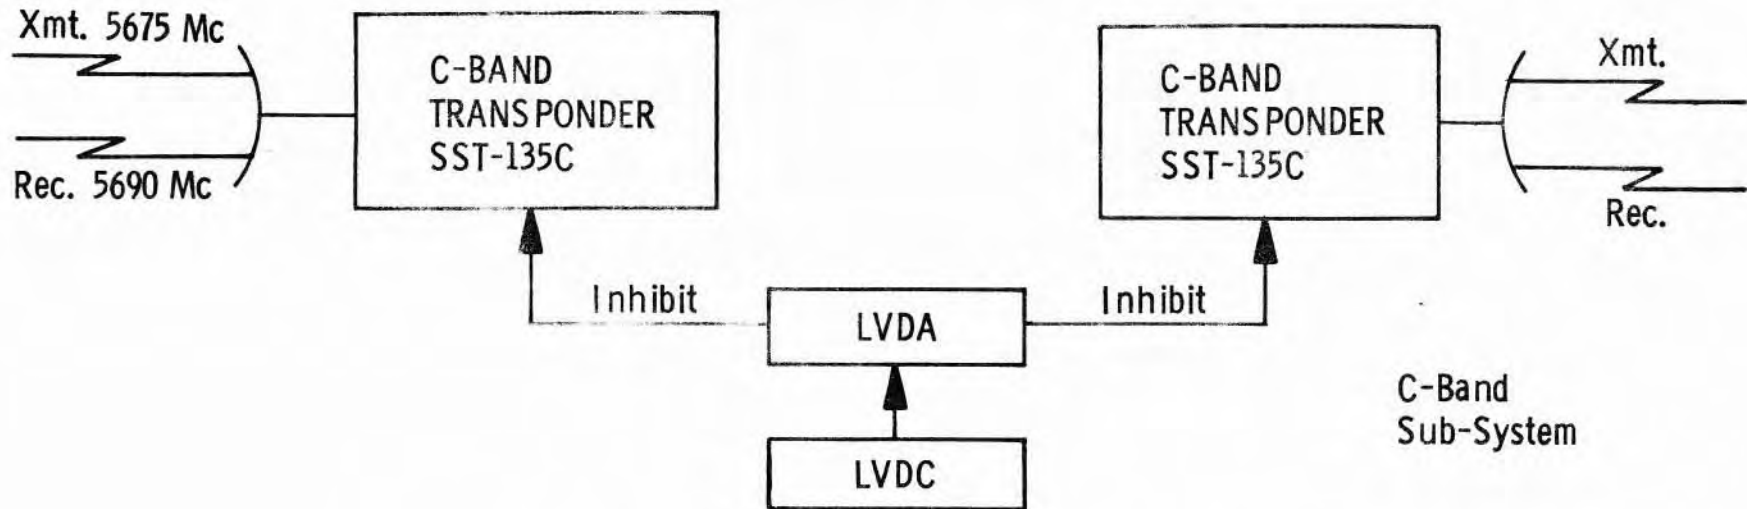 Xmt. 5675 Mc
Rec. 5690 Mc
C-BAND
TRANSPONDER
SST-135C
C-BAND
TRANSPONDER
SST-135C
Xmt.
Rec.
Inhibit
LVDA
Inhibit
LVDC
C-Band
Sub-System